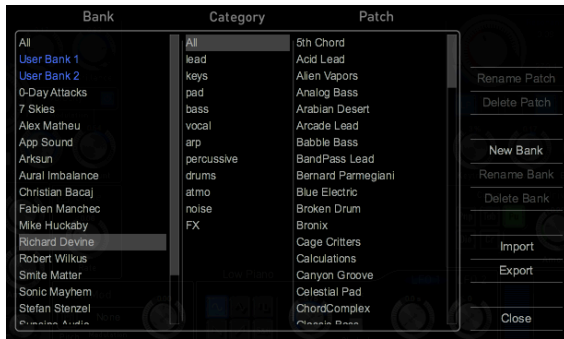 Bank Category Patch
All
User Bank 1
User Bank 2
0-Day Attacks
7 Skies
Alex Matheu
App Sound
Arksun
Aural Imbalance
Christian Bacaj
Fabien Manchec
Mike Huckaby
Richard Devine
Robert Wilkus
Smite Matter
Sonic Mayhem
Stefan Stenzel
All
lead
keys
pad
bass
vocal
arp
percussive
drums
atmo
noise
FX
5th Chord
Acid Lead
Alien Vapors
Analog Bass
Arabian Desert
Arcade Lead
Babble Bass
BandPass Lead
Bernard Parmegiani
Blue Electric
Broken Drum
Bronix
Cage Critters
Calculations
Canyon Groove
Celestial Pad
ChordComplex
Classic Bass
Rename Patch
Delete Patch
New Bank
Rename Bank
Delete Bank
Import
Export
Close